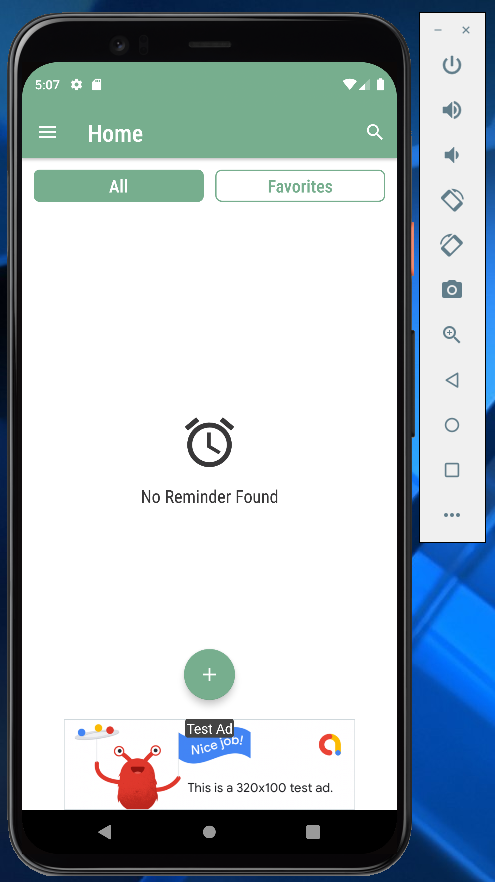 5:07
Home
All
Favorites
No Reminder Found
+
Test Ad
Nice job!
This is a 320x100 test ad.